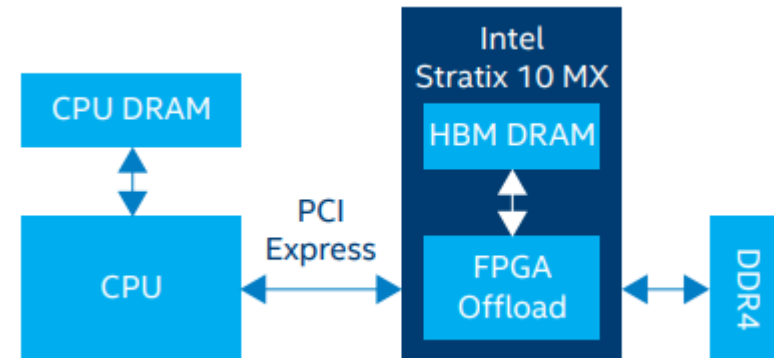 CPU DRAM
CPU
PCI
Express
Intel
Stratix 10 MX
HBM DRAM
FPGA
Offload
DDR4